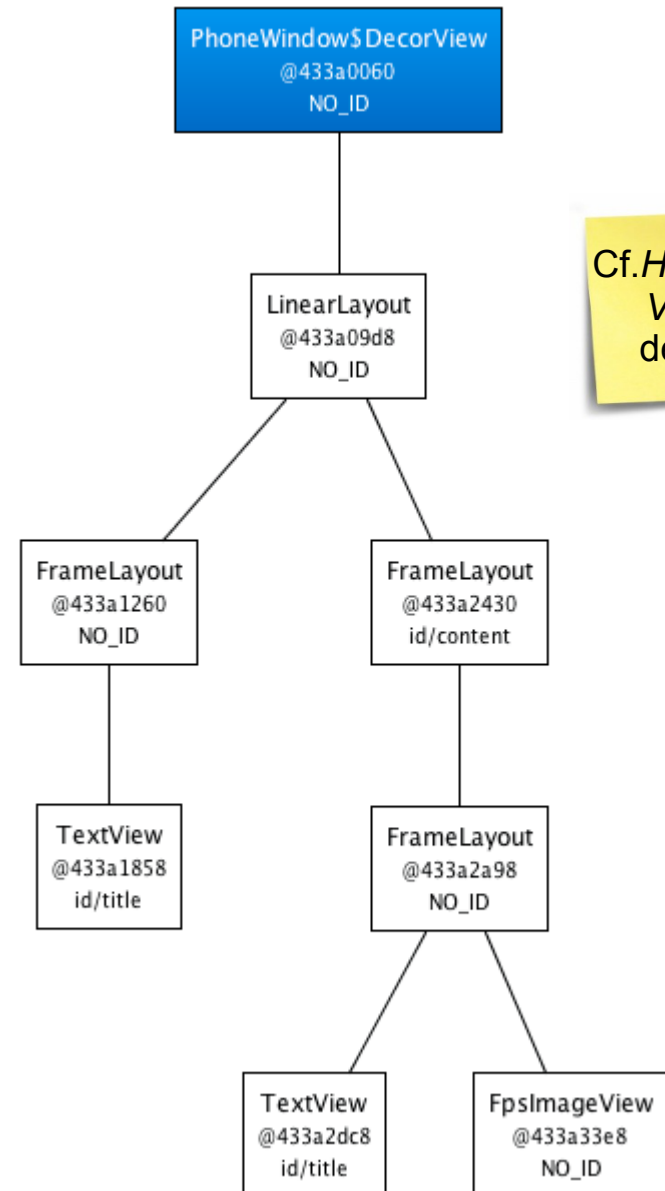 PhoneWindow$DecorView
@433a0060
NO_ID
Cf.
LinearLayout
@433a09d8
NO_ID
FrameLayout
@433a1260
NO_ID
FrameLayout
@433a2430
id/content
TextView
@433a1858
id/title
FrameLayout
@433a2a98
NO_ID
TextView
@433a2dc8
id/title
FpsImageView
@433a33e8
NO_ID